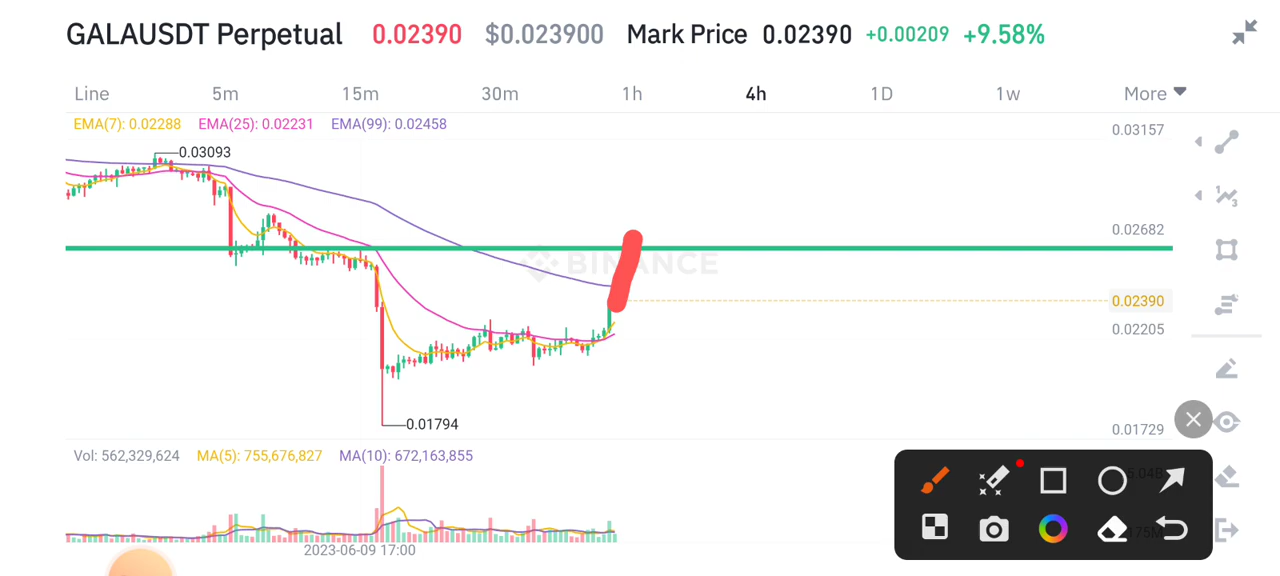 GALAUSDT Perpetual 0.02390 $0.023900 Mark Price 0.02390 +0.00209 +9.58%
Line 5m 15m 30m 1h 4h 1D 1w More
EMA(7): 0.02288 EMA(25): 0.02231 EMA(99): 0.02458
0.03157
0.03093
0.02682
BINANCE
0.02390
0.02205
0.01794
0.01729
Vol: 562,329,624 MA(5): 755,676,827 MA(10): 672,163,855
2023-06-09 17:00